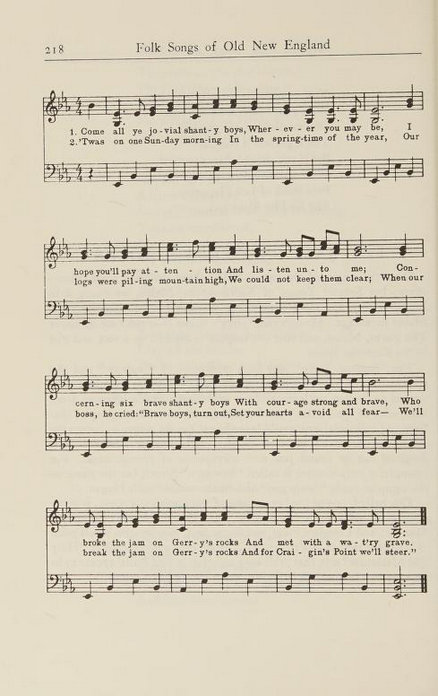 218 Folk Songs of Old New England
1. Come all ye jo - vial shant - y boys, Wher - ev - er you may be, I
2. 'Twas on one Sun - day morn - ing In the spring - time of the year, Our
hope you'll pay at - ten - tion And lis - ten un - to me; Con -
logs were pil - ing moun - tain high, We could not keep them clear; When our
cern - ing six brave shant - y boys With cour - age strong and brave, Who
boss, he cried: "Brave boys, turn out, Set your hearts a - void all fear— We'll
broke the jam on Gerr - y's rocks And met with a wa - t'ry grave.
break the jam on Gerr - y's rocks And for Crai - gin's Point we'll steer."